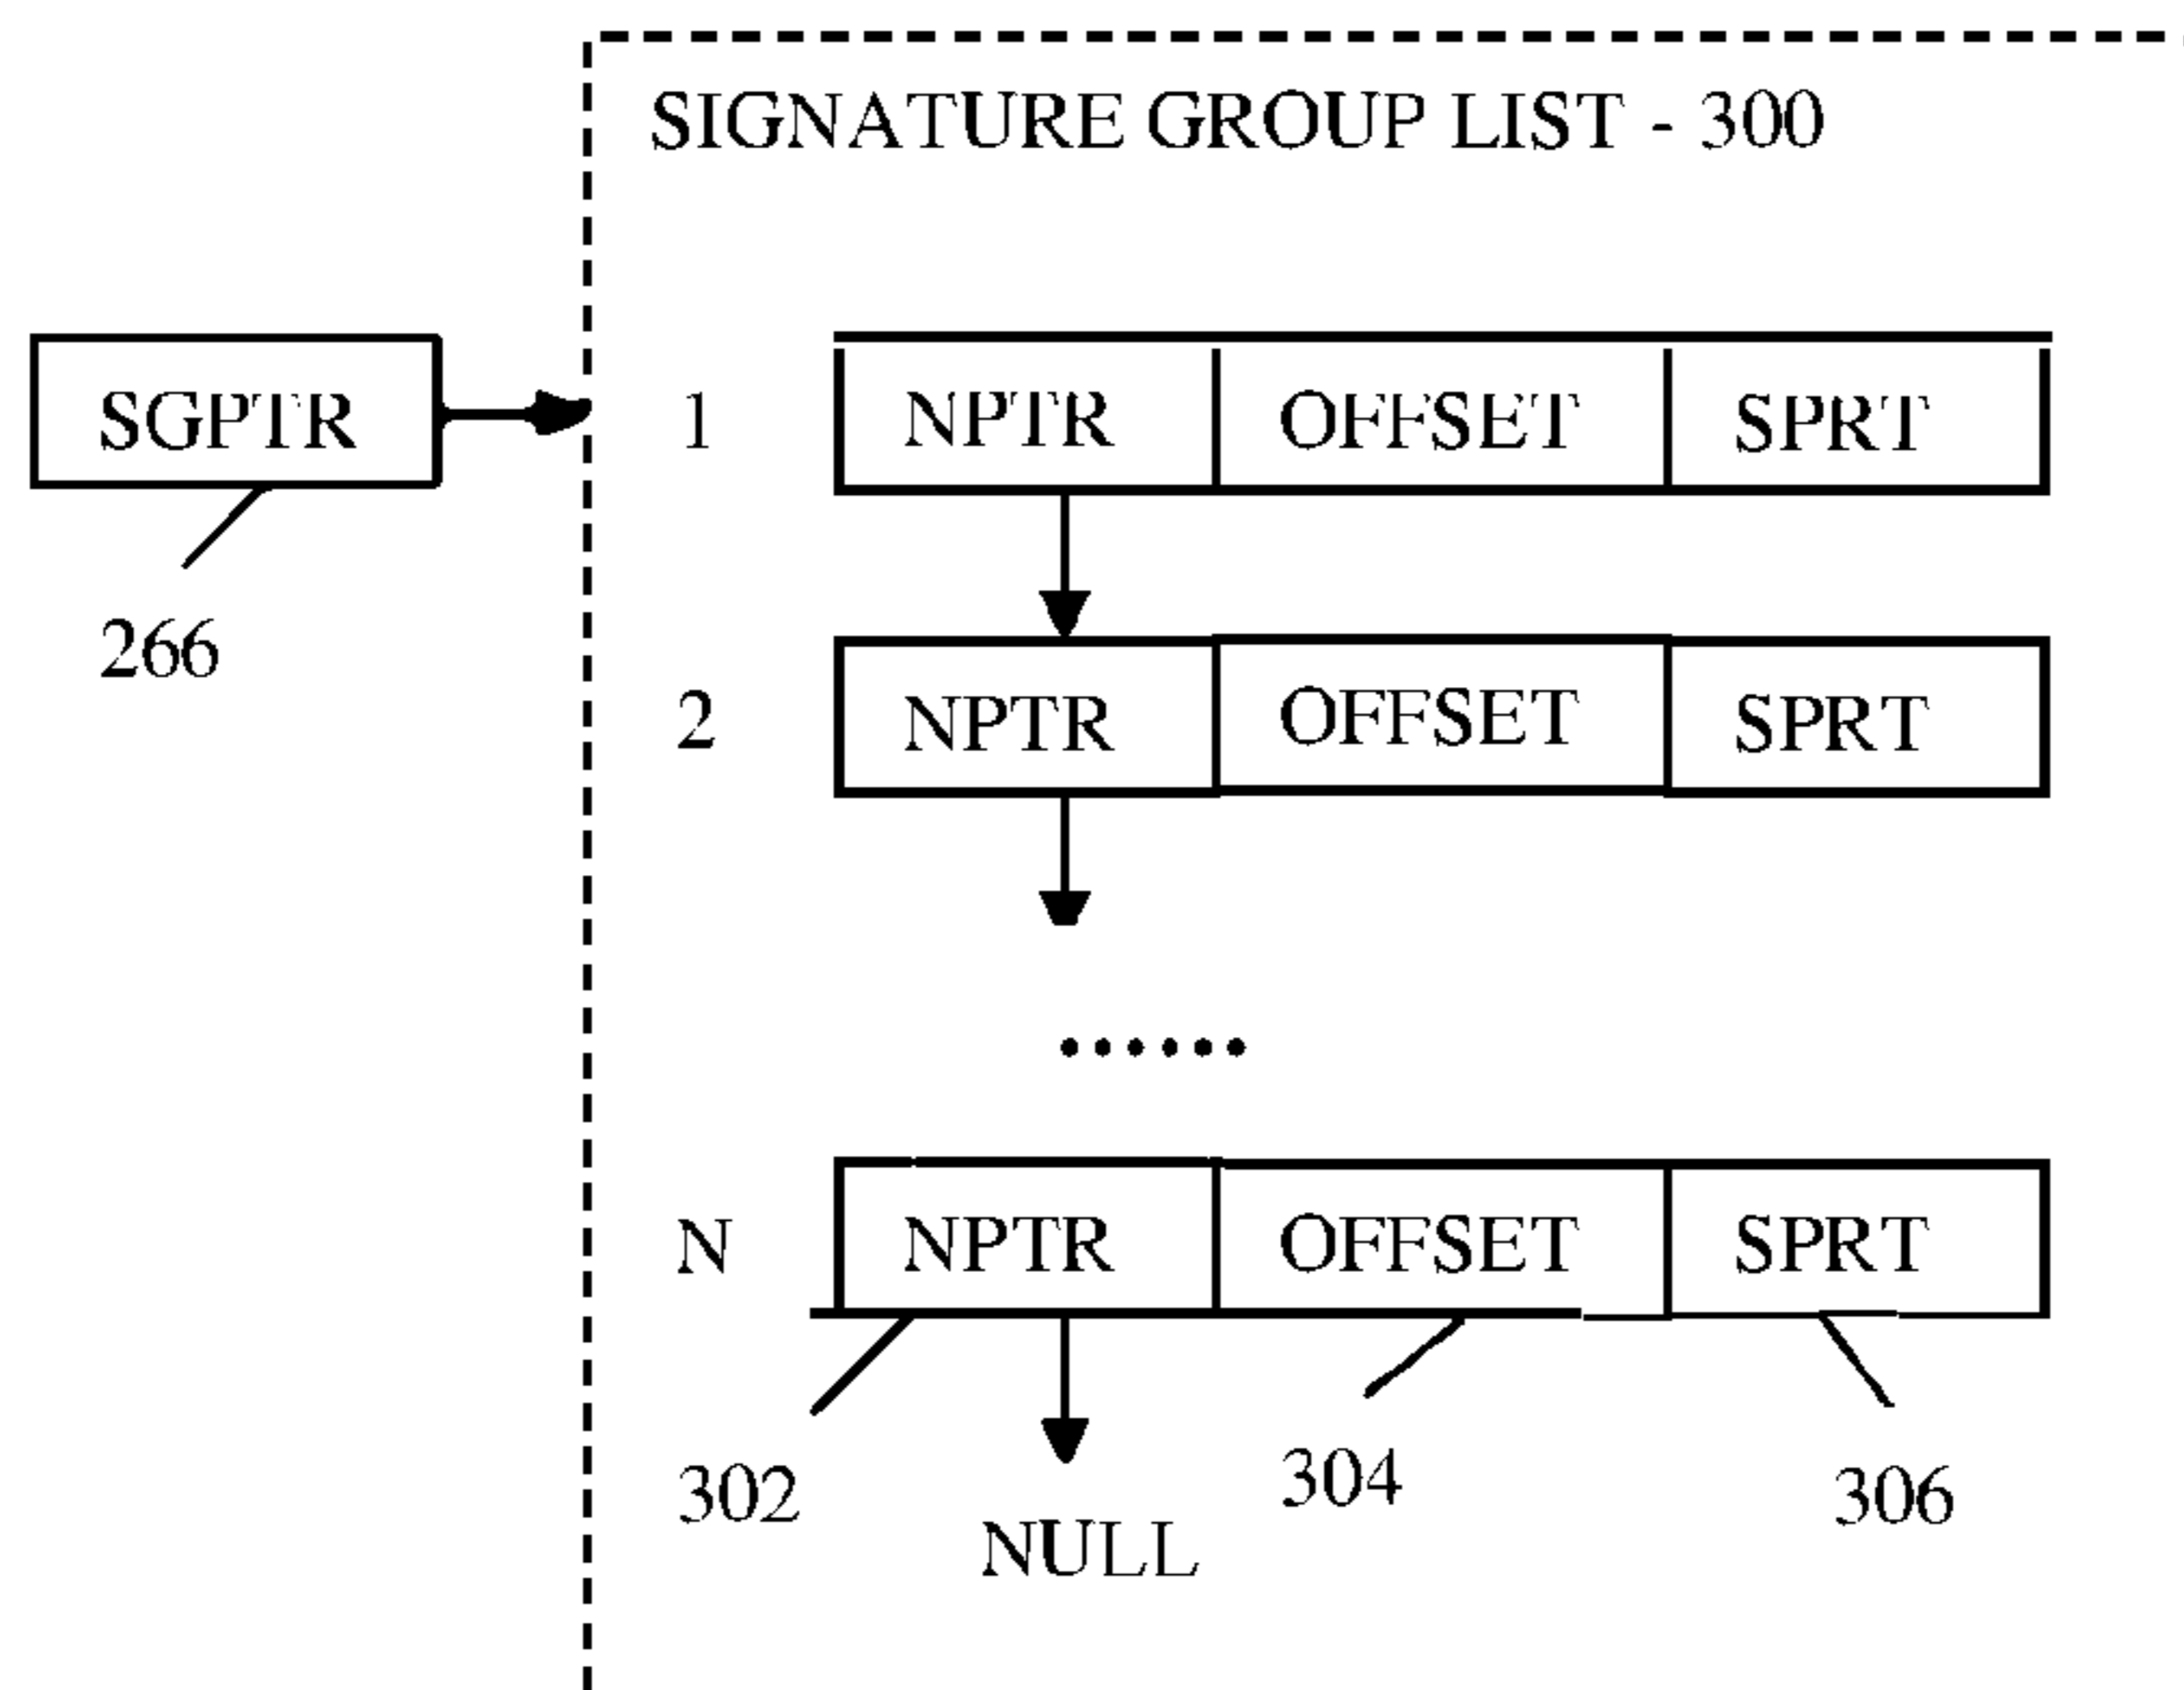 SIGNATURE GROUP LIST - 300
SGPTR
266
1 NPTR OFFSET SPRT
2 NPTR OFFSET SPRT
......
N NPTR OFFSET SPRT
302 304 306
NULL